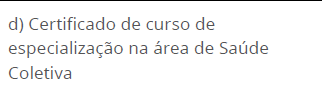 d) Certificado de curso de
especialização na área de Saúde
Coletiva